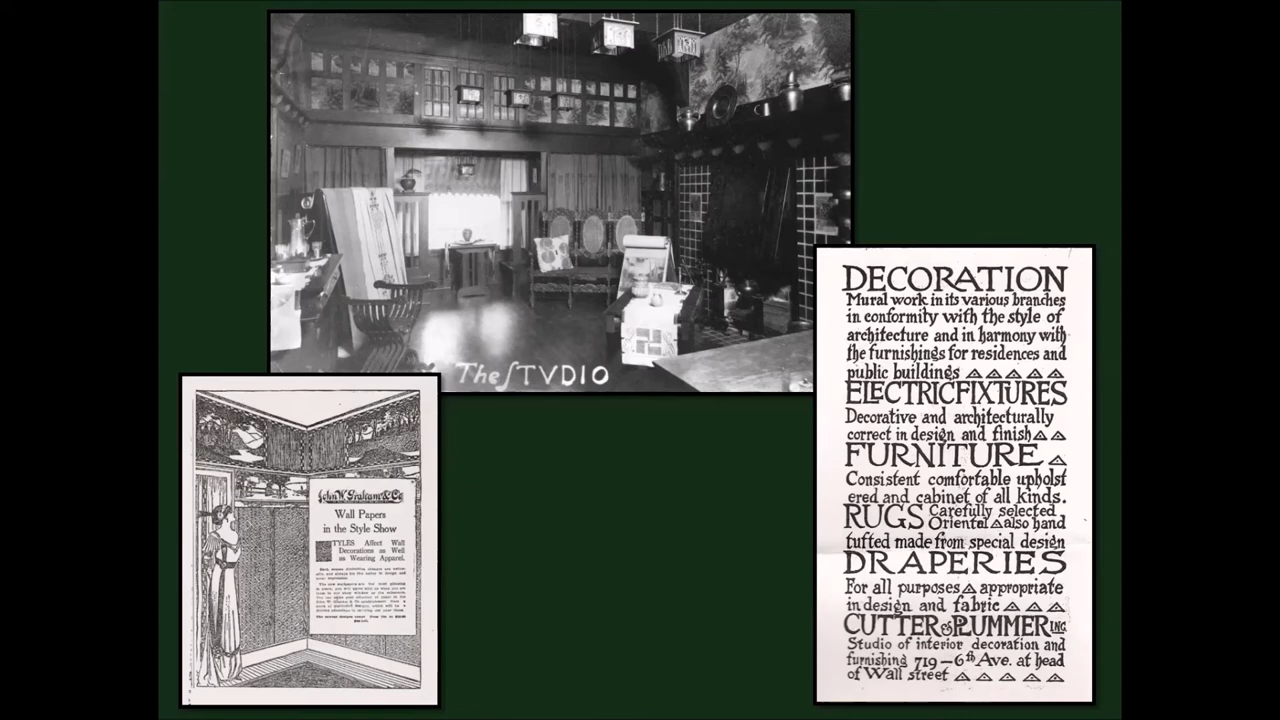 The STVDIO
John W. Graham & Co
Wall Papers
in the Style Show
STYLES Affect Wall
Decorations as Well
as Wearing Apparel.
DECORATION
Mural work in its various branches
in conformity with the style of
architecture and in harmony with
the furnishings for residences and
public buildings
ELECTRIC FIXTURES
Decorative and architecturally
correct in design and finish
FURNITURE
Consistent comfortable upholst
ered and cabinet of all kinds.
RUGS Carefully selected
Oriental also hand
tufted made from special design
DRAPERIES
For all purposes appropriate
in design and fabric
CUTTER & PLUMMER INC
Studio of interior decoration and
furnishing 719-6th Ave. at head
of Wall street